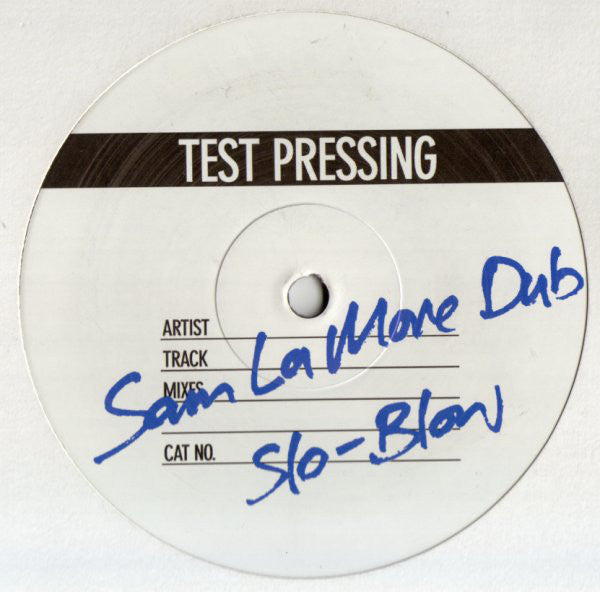 TEST PRESSING
ARTIST
TRACK
MIXES
Sam La More Dub
CAT NO.
Slo-Blow